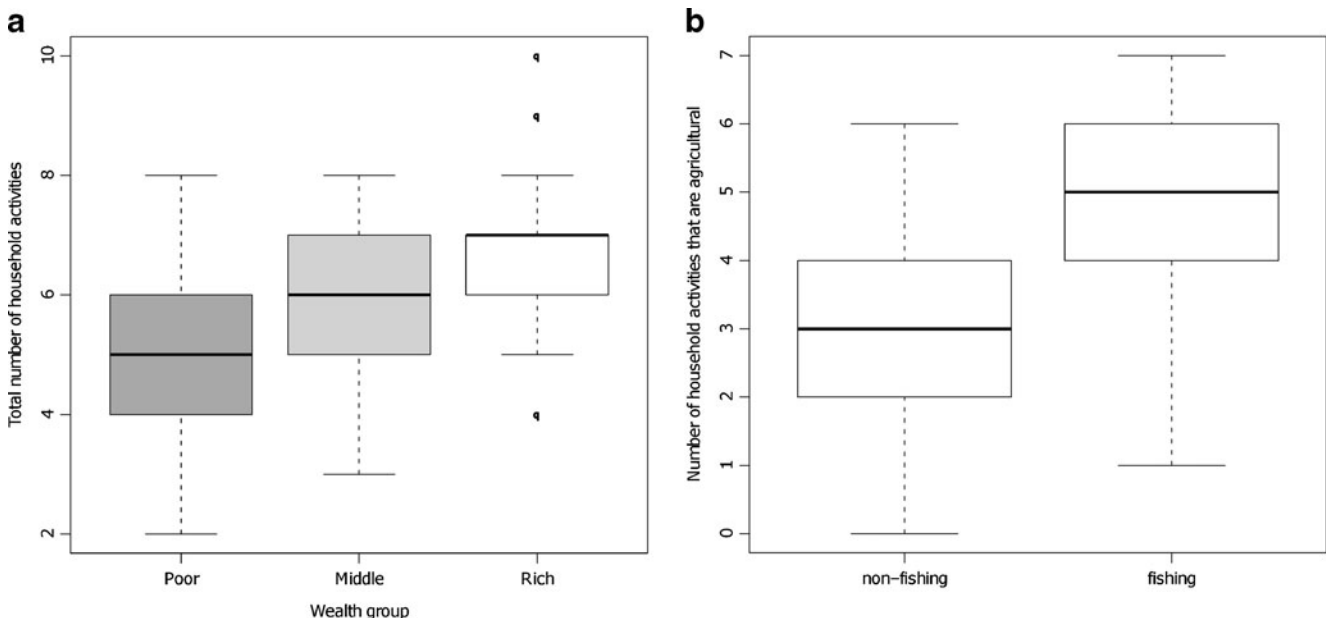 a
Total number of household activities
10
8
6
4
2
q
q
q
Poor Middle Rich
Wealth group
b
Number of household activities that are agricultural
7
6
5
4
3
2
1
0
non-fishing fishing